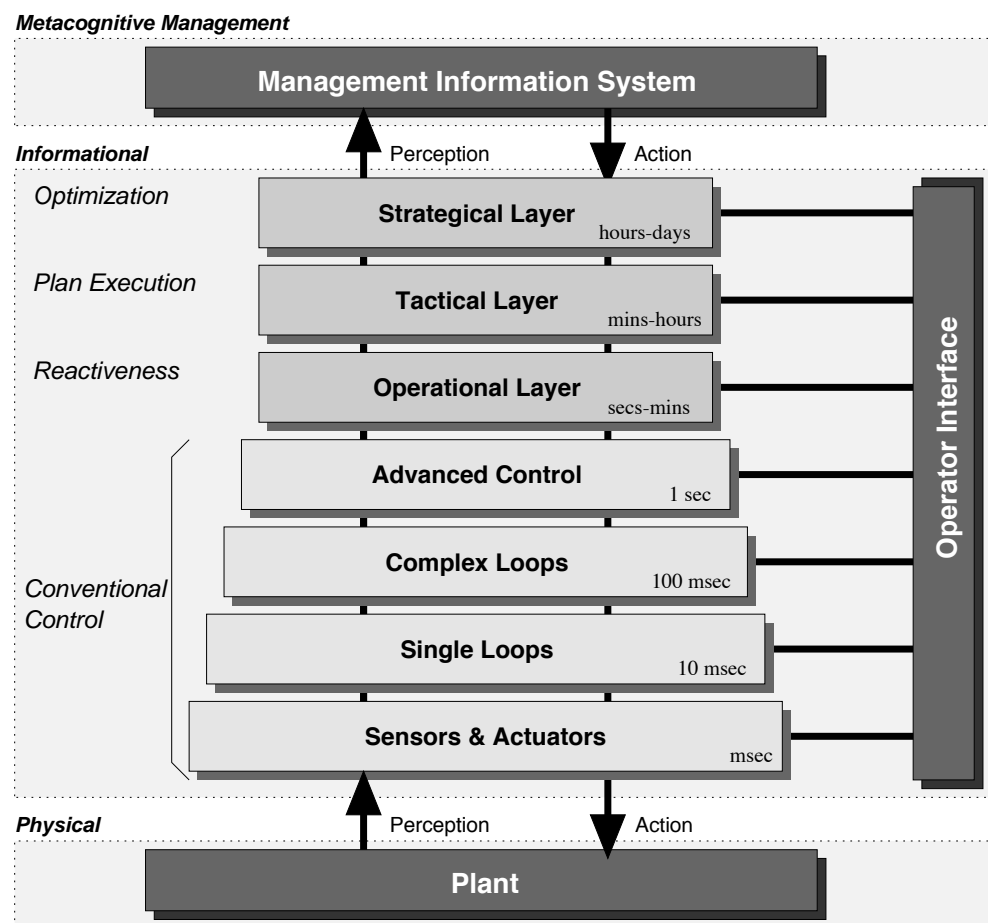 Metacognitive Management
Management Information System
Perception
Action
Informational
Optimization
Strategical Layer
hours-days
Plan Execution
Tactical Layer
mins-hours
Reactiveness
Operational Layer
secs-mins
Advanced Control
1 sec
Complex Loops
100 msec
Conventional
Control
Single Loops
10 msec
Sensors & Actuators
msec
Operator Interface
Physical
Perception
Action
Plant